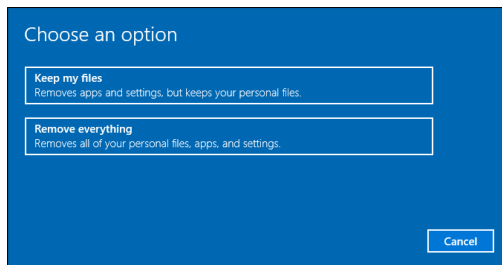 Choose an option
Keep my files
Removes apps and settings, but keeps your personal files.
Remove everything
Removes all of your personal files, apps, and settings.
Cancel